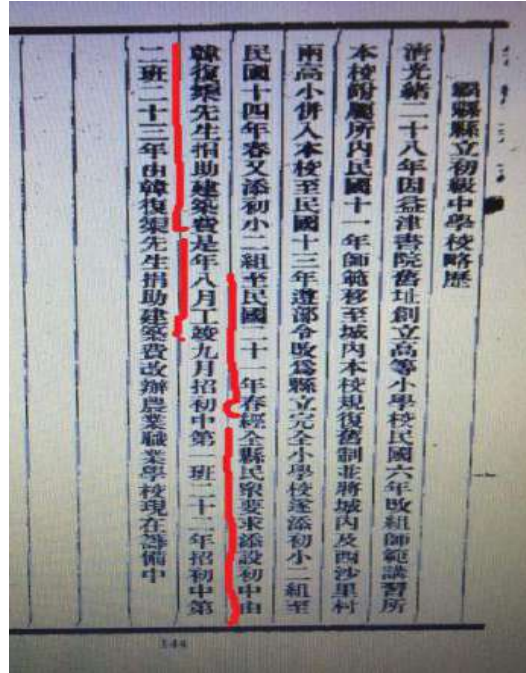 霸縣縣立初級中學校略歷
清光緒二十八年因益津書院舊址創立高等小學校民國六年改組師範講習所
本校附屬所內民國十一年師範移至城內本校規復舊制並將城內及西沙里村
兩高小併入本校至民國十三年遵部令改爲縣立完全小學校遂添初小二組至
民國十四年春又添初小二組至民國二十一年春經全縣民衆要求添設初中由
韓復榘先生捐助建築費是年八月工竣九月招初中第一班二十二年招初中第
二班二十三年由韓復榘先生捐助建築費改辦農業職業學校現在籌備中
144